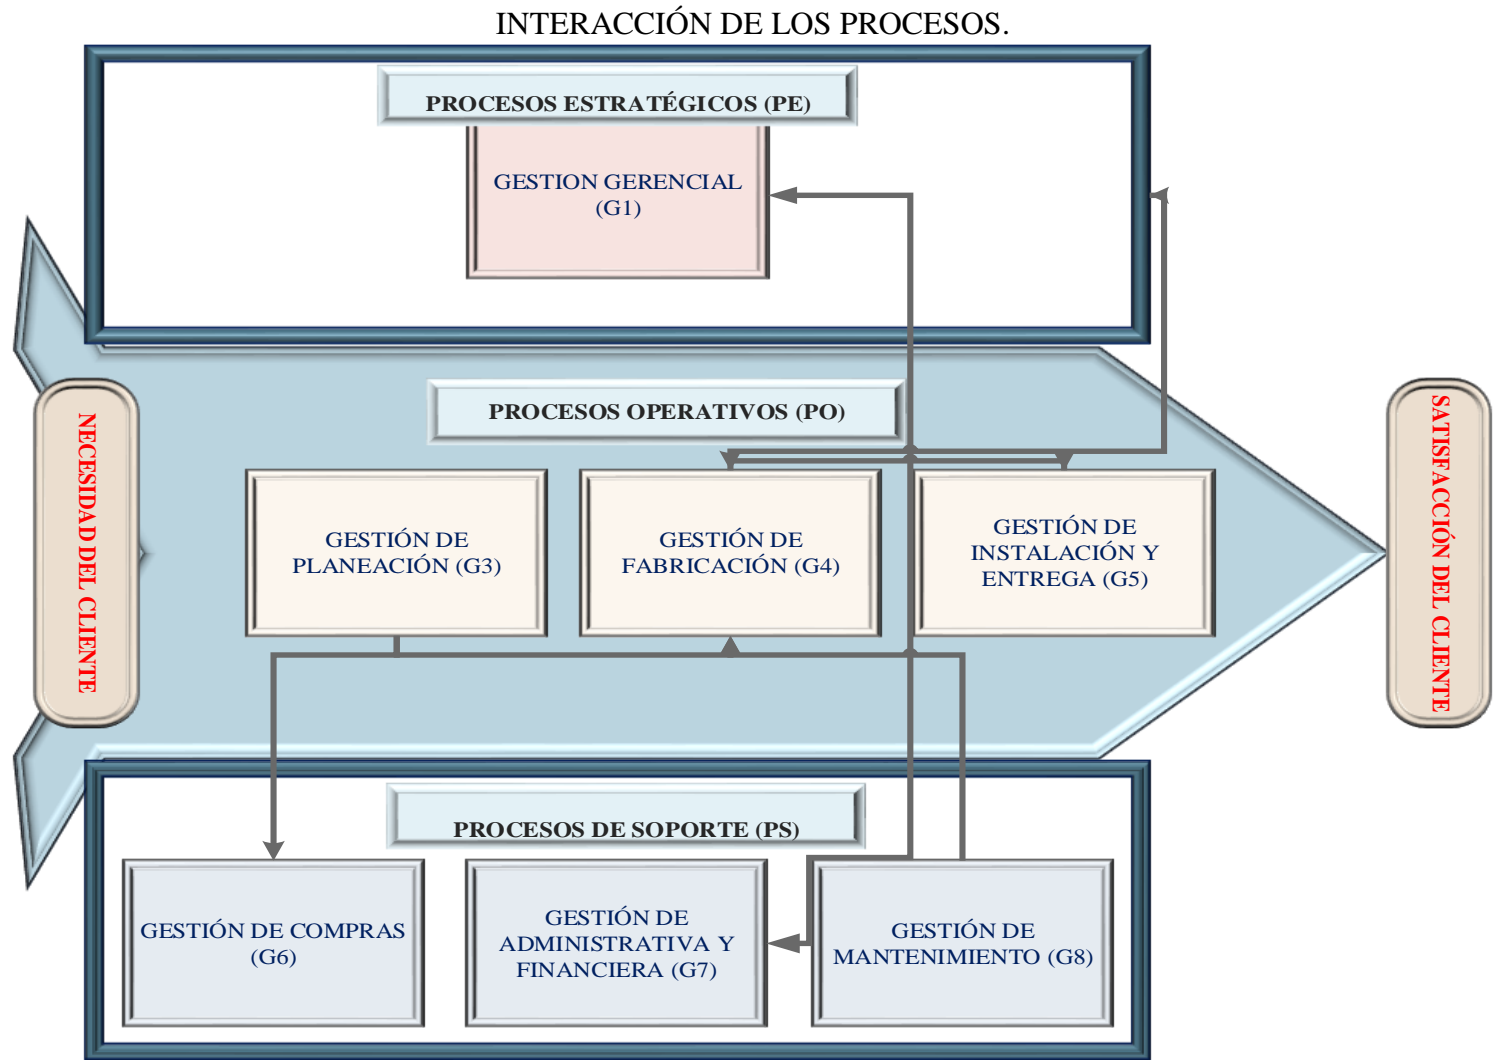 INTERACCIÓN DE LOS PROCESOS.
PROCESOS ESTRATÉGICOS (PE)
GESTION GERENCIAL
(G1)
NECESIDAD DEL CLIENTE
PROCESOS OPERATIVOS (PO)
SATISFACCIÓN DEL CLIENTE
GESTIÓN DE
PLANEACIÓN (G3)
GESTIÓN DE
FABRICACIÓN (G4)
GESTIÓN DE
INSTALACIÓN Y
ENTREGA (G5)
PROCESOS DE SOPORTE (PS)
GESTIÓN DE COMPRAS
(G6)
GESTIÓN DE
ADMINISTRATIVA Y
FINANCIERA (G7)
GESTIÓN DE
MANTENIMIENTO (G8)